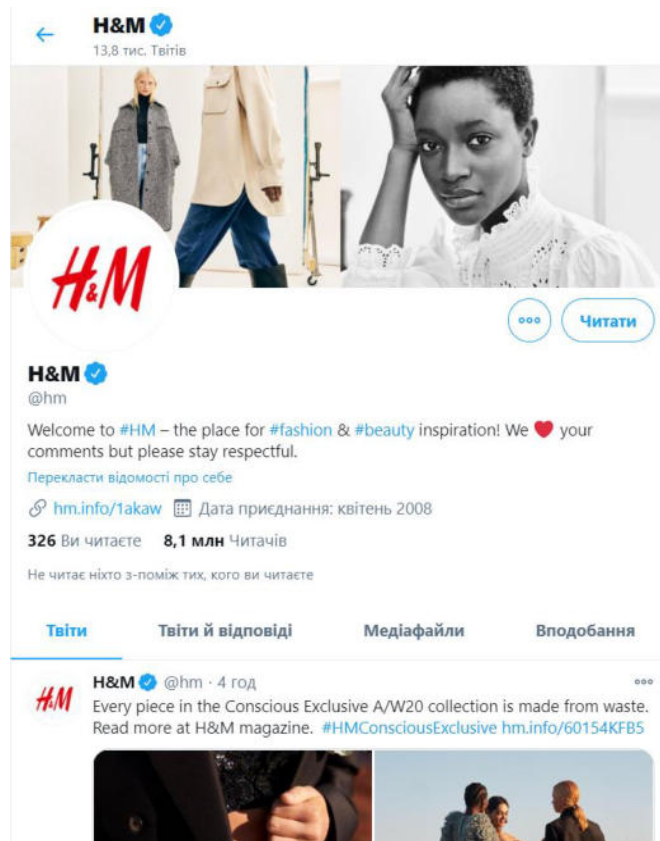 H&M
13,8 тис. Твітів
H&M
Читати
H&M
@hm
Welcome to #HM – the place for #fashion & #beauty inspiration! We ❤ your
comments but please stay respectful.
Перекласти відомості про себе
hm.info/1akaw Дата приєднання: квітень 2008
326 Ви читаєте 8,1 млн Читачів
Не читає ніхто з-поміж тих, кого ви читаєте
Твіти Твіти й відповіді Медіафайли Вподобання
H&M H&M @hm · 4 год
Every piece in the Conscious Exclusive A/W20 collection is made from waste.
Read more at H&M magazine. #HMConsciousExclusive hm.info/60154KFB5